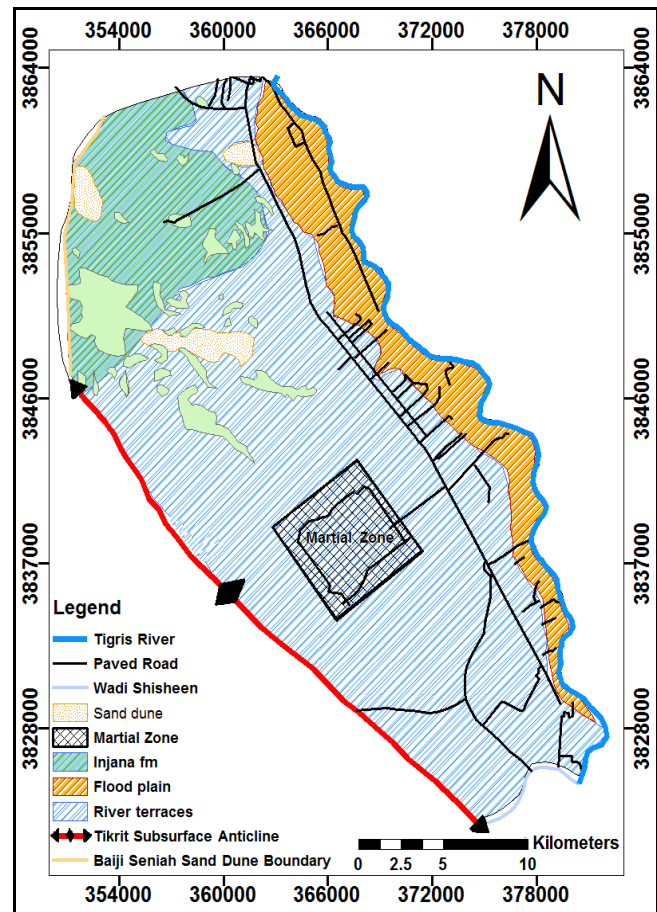 354000 360000 366000 372000 378000
3864000
3855000
3846000
3837000
3828000
3864000
3855000
3846000
3837000
3828000
N
Martial Zone
Legend
Tigris River
Paved Road
Wadi Shisheen
Sand dune
Martial Zone
Injana fm
Flood plain
River terraces
Tikrit Subsurface Anticline
Baiji Seniah Sand Dune Boundary
Kilometers
0 2.5 5 10
354000 360000 366000 372000 378000